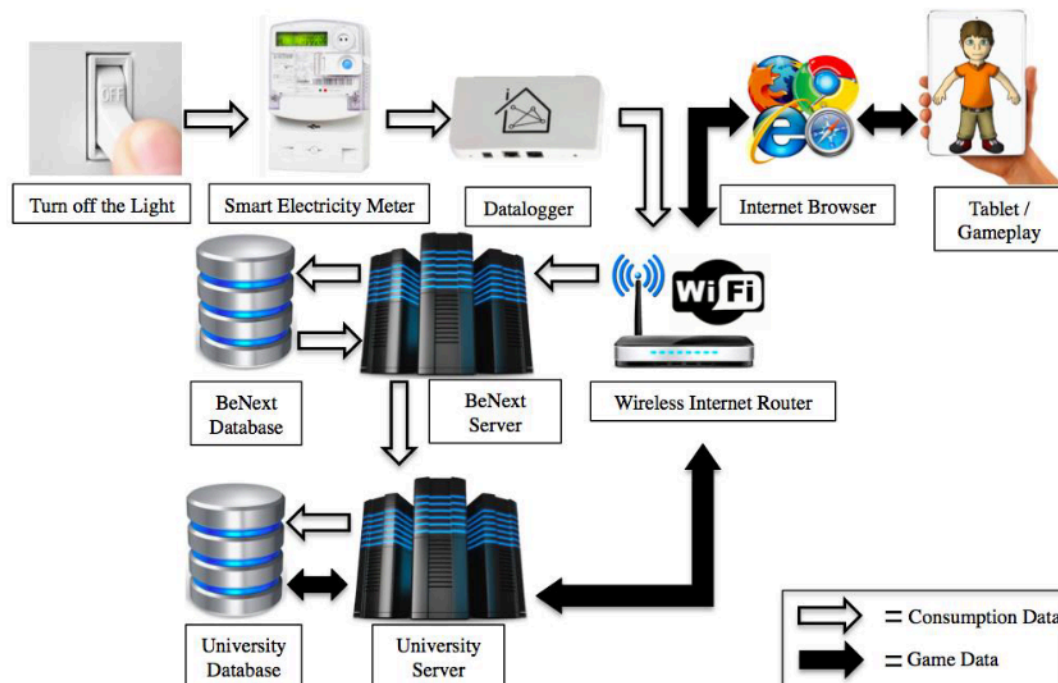 OFF
Turn off the Light
Smart Electricity Meter
Datalogger
Internet Browser
Tablet /
Gameplay
WiFi
BeNext
Database
BeNext
Server
Wireless Internet Router
University
Database
University
Server
= Consumption Data
= Game Data